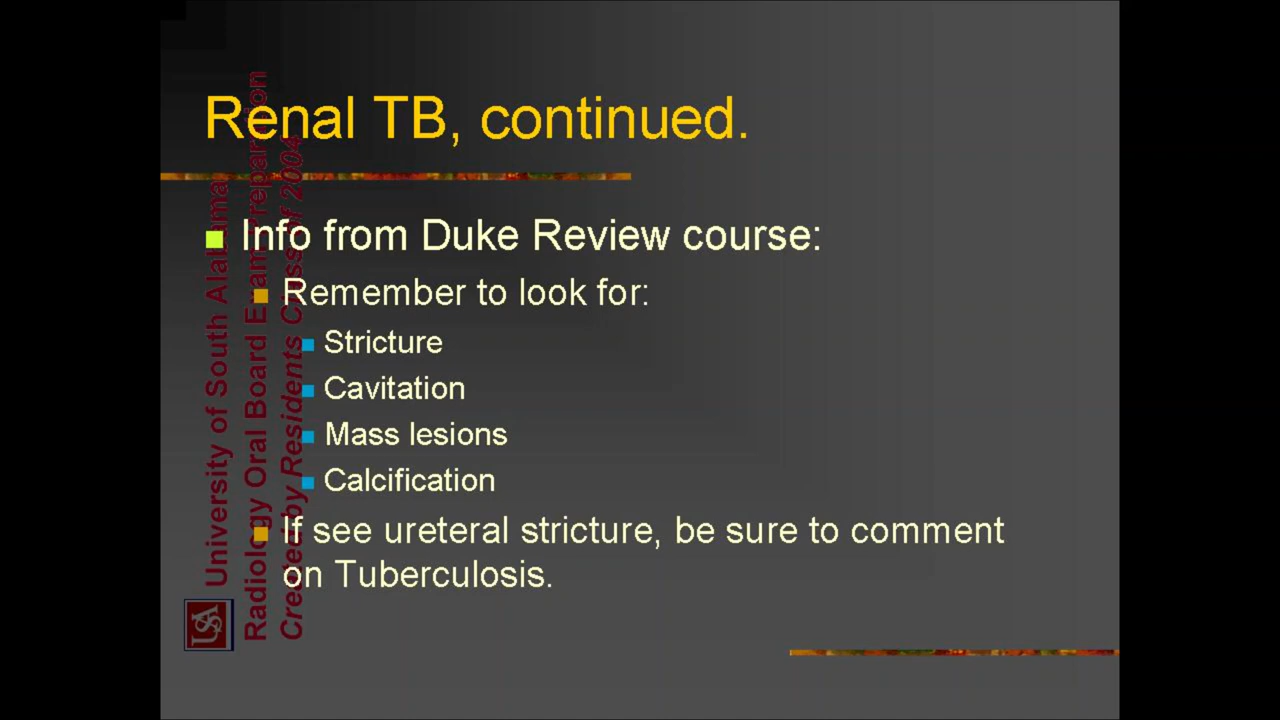 Renal TB, continued.
Info from Duke Review course:
Remember to look for:
Stricture
Cavitation
Mass lesions
Calcification
If see ureteral stricture, be sure to comment
on Tuberculosis.
University of South Alabama
Radiology Oral Board Exam Preparation
Created by Residents Class of 2004
USA